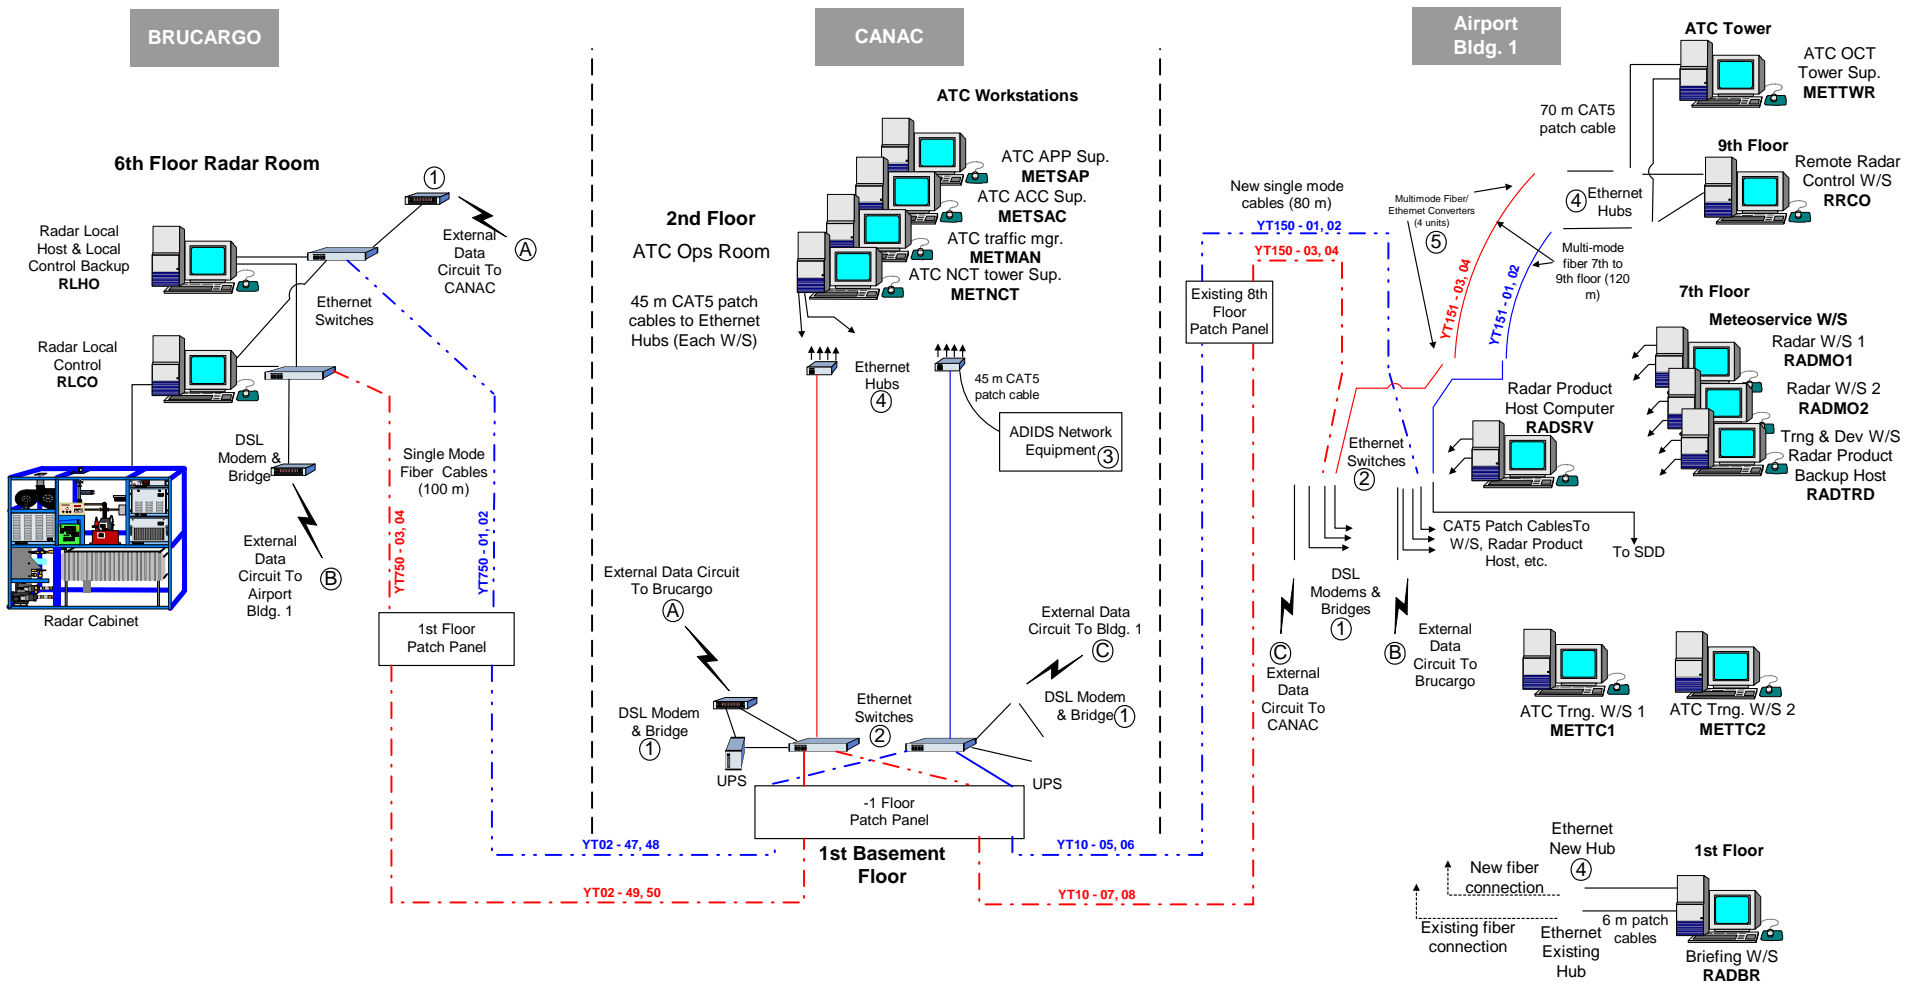 BRUCARGO
6th Floor Radar Room
1
External
Data
Circuit To
CANAC
A
Radar Local
Host & Local
Control Backup
RLHO
Ethernet
Switches
Radar Local
Control
RLCO
DSL
Modem &
Bridge
Single Mode
Fiber Cables
(100 m)
External
Data
Circuit To
Airport
Bldg. 1
B
Radar Cabinet
YT750 - 03, 04
YT750 - 01, 02
1st Floor
Patch Panel
YT02 - 47, 48
YT02 - 49, 50
CANAC
ATC Workstations
ATC APP Sup.
METSAP
ATC ACC Sup.
METSAC
ATC traffic mgr.
METMAN
ATC NCT tower Sup.
METNCT
2nd Floor
ATC Ops Room
45 m CAT5 patch
cables to Ethernet
Hubs (Each W/S)
Ethernet
Hubs
4
45 m CAT5
patch cable
ADIDS Network
Equipment
3
External Data Circuit
To Brucargo
A
External Data
Circuit To Bldg. 1
C
DSL Modem
& Bridge
1
Ethernet
Switches
2
DSL Modem
& Bridge
1
UPS
UPS
-1 Floor
Patch Panel
1st Basement
Floor
YT10 - 05, 06
YT10 - 07, 08
Airport
Bldg. 1
ATC Tower
ATC OCT
Tower Sup.
METTWR
70 m CAT5
patch cable
9th Floor
Remote Radar
Control W/S
RRCO
4
Ethernet
Hubs
New single mode
cables (80 m)
YT150 - 01, 02
YT150 - 03, 04
Multimode Fiber/
Ethernet Converters
(4 units)
5
Multi-mode
fiber 7th to
9th floor (120
m)
YT151 - 03, 04
YT151 - 01, 02
Existing 8th
Floor
Patch Panel
7th Floor
Meteoservice W/S
Radar W/S 1
RADMO1
Radar W/S 2
RADMO2
Trng & Dev W/S
Radar Product
Backup Host
RADTRD
Radar Product
Host Computer
RADSRV
Ethernet
Switches
2
CAT5 Patch CablesTo
W/S, Radar Product
Host, etc.
To SDD
DSL
Modems &
Bridges
1
C
External
Data
Circuit To
CANAC
B
External
Data
Circuit To
Brucargo
ATC Trng. W/S 1
METTC1
ATC Trng. W/S 2
METTC2
Ethernet
New Hub
4
1st Floor
New fiber
connection
Existing fiber
connection
Ethernet
Existing
Hub
6 m patch
cables
Briefing W/S
RADBR